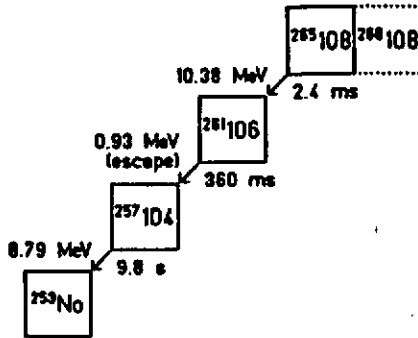 ²⁶⁵108 ²⁶⁶108
10.38 MeV
2.4 ms
²⁶¹106
0.93 MeV
(escape)
360 ms
²⁵⁷104
8.79 MeV
9.8 s
²⁵³No